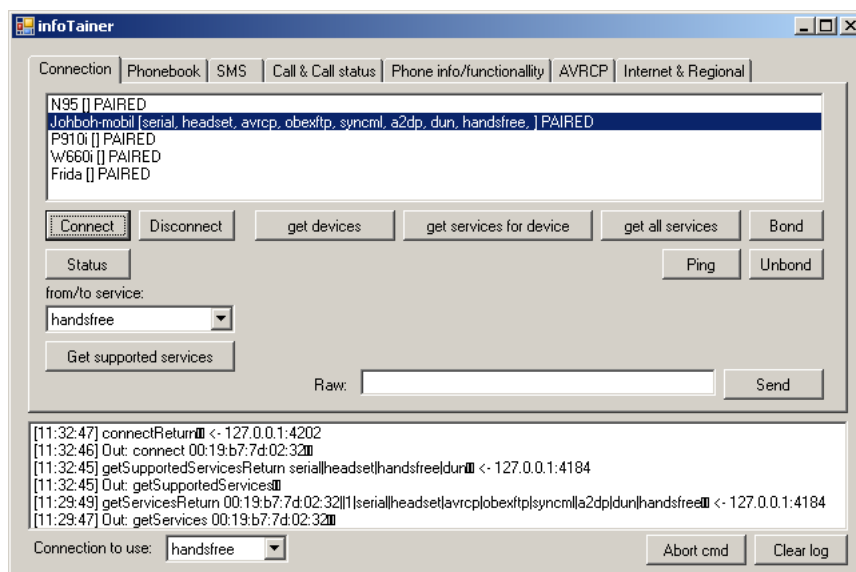 infoTainer
Connection Phonebook SMS Call & Call status Phone info/functionallity AVRCP Internet & Regional
N95 [] PAIRED
Johboh-mobil [serial, headset, avrcp, obexftp, syncml, a2dp, dun, handsfree, ] PAIRED
P910i [] PAIRED
W660i [] PAIRED
Frida [] PAIRED
Connect Disconnect get devices get services for device get all services Bond
Status Ping Unbond
from/to service:
handsfree
Get supported services
Raw: Send
[11:32:47] connectReturn <- 127.0.0.1:4202
[11:32:46] Out: connect 00:19:b7:7d:02:32
[11:32:45] getSupportedServicesReturn serial|headset|handsfree|dun <- 127.0.0.1:4184
[11:32:45] Out: getSupportedServices
[11:29:49] getServicesReturn 00:19:b7:7d:02:32||1|serial|headset|avrcp|obexftp|syncml|a2dp|dun|handsfree <- 127.0.0.1:4184
[11:29:47] Out: getServices 00:19:b7:7d:02:32
Connection to use: handsfree Abort cmd Clear log